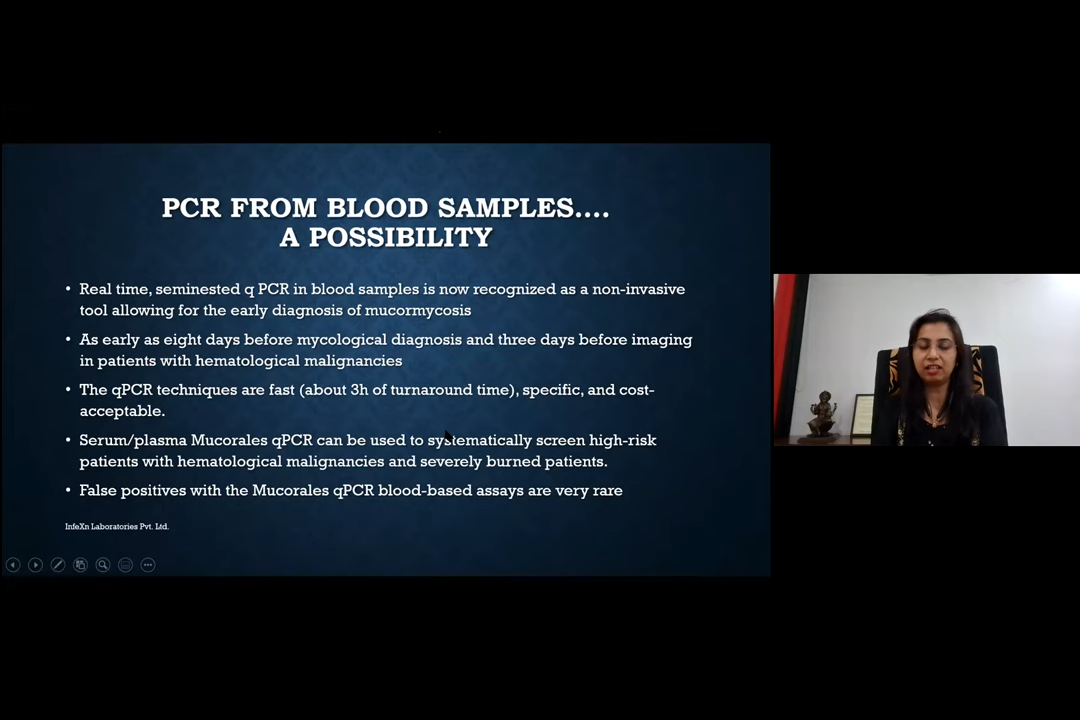 PCR FROM BLOOD SAMPLES....
A POSSIBILITY
• Real time, seminested q PCR in blood samples is now recognized as a non-invasive
tool allowing for the early diagnosis of mucormycosis
• As early as eight days before mycological diagnosis and three days before imaging
in patients with hematological malignancies
• The qPCR techniques are fast (about 3h of turnaround time), specific, and cost-
acceptable.
• Serum/plasma Mucorales qPCR can be used to systematically screen high-risk
patients with hematological malignancies and severely burned patients.
• False positives with the Mucorales qPCR blood-based assays are very rare
InfeXn Laboratories Pvt. Ltd.